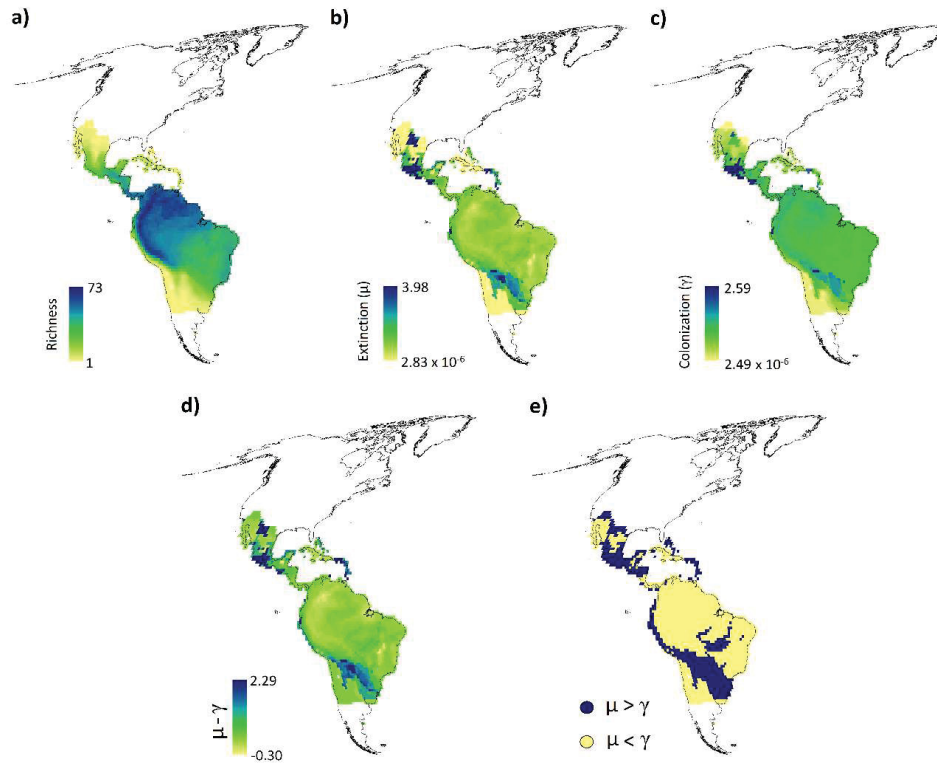 a)
b)
c)
73
Richness
1
3.98
Extinction (μ)
2.83 x 10⁻⁶
2.59
Colonization (γ)
2.49 x 10⁻⁶
d)
e)
2.29
μ - γ
-0.30
μ > γ
μ < γ